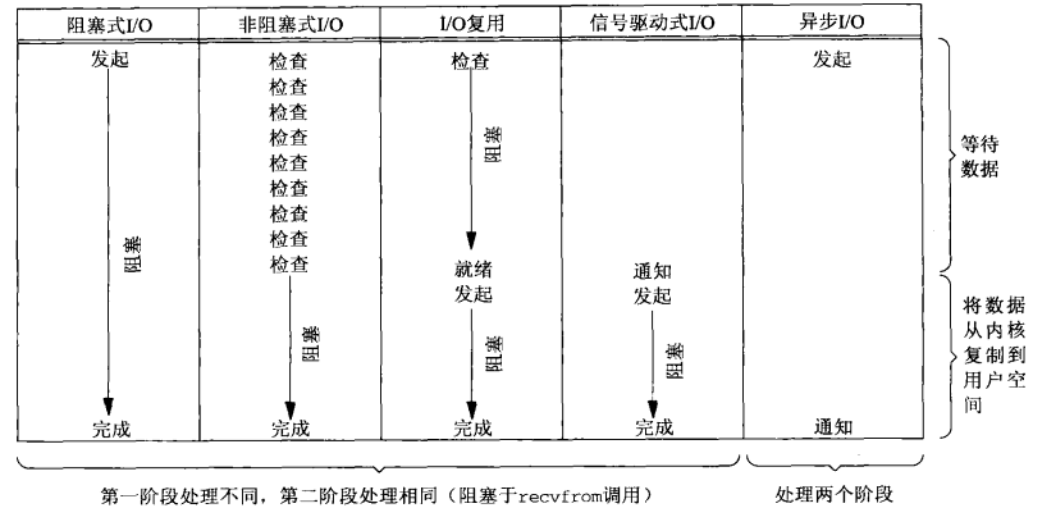 阻塞式I/O 非阻塞式I/O I/O复用 信号驱动式I/O 异步I/O
发起 检查 检查 发起
检查
检查
检查
检查
检查
检查
检查
检查
阻塞
阻塞
等待
数据
就绪 通知
发起 发起
阻塞
阻塞
阻塞
将数据
从内核
复制到
用户空
间
完成 完成 完成 完成 通知
第一阶段处理不同，第二阶段处理相同（阻塞于recvfrom调用） 处理两个阶段